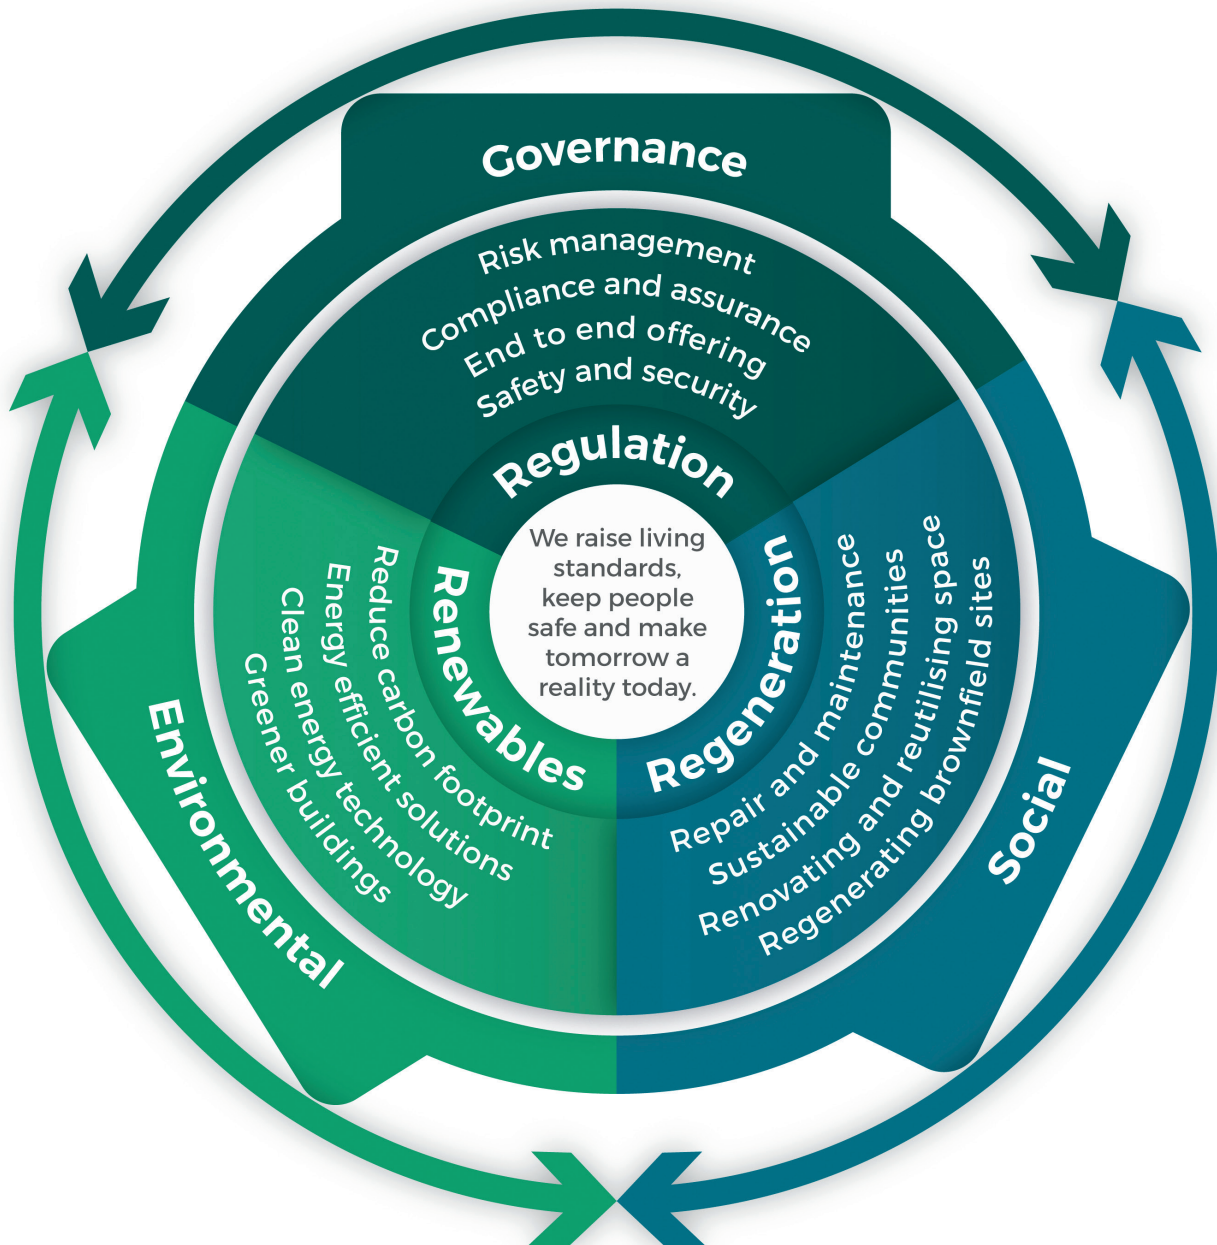 Governance
Risk management
Compliance and assurance
End to end offering
Safety and security
Regulation
We raise living
standards,
keep people
safe and make
tomorrow a
reality today.
Regeneration
Repair and maintenance
Sustainable communities
Renovating and reutilising space
Regenerating brownfield sites
Social
Renewables
Reduce carbon footprint
Energy efficient solutions
Clean energy technology
Greener buildings
Environmental